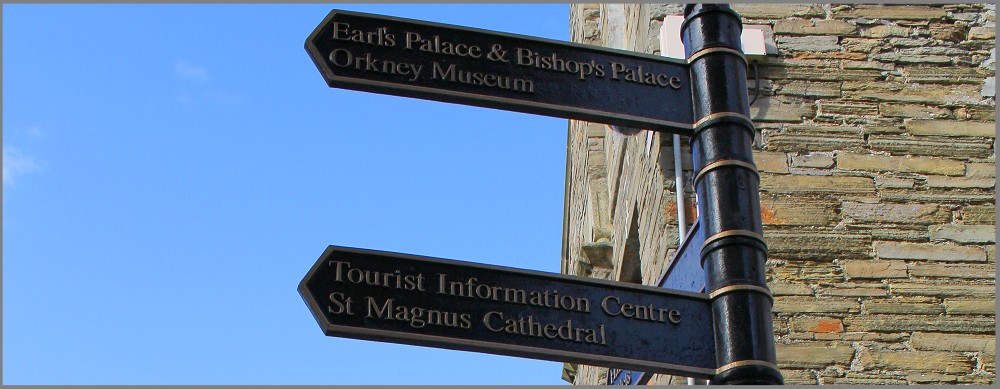 Earl's Palace & Bishop's Palace
Orkney Museum
Tourist Information Centre
St Magnus Cathedral